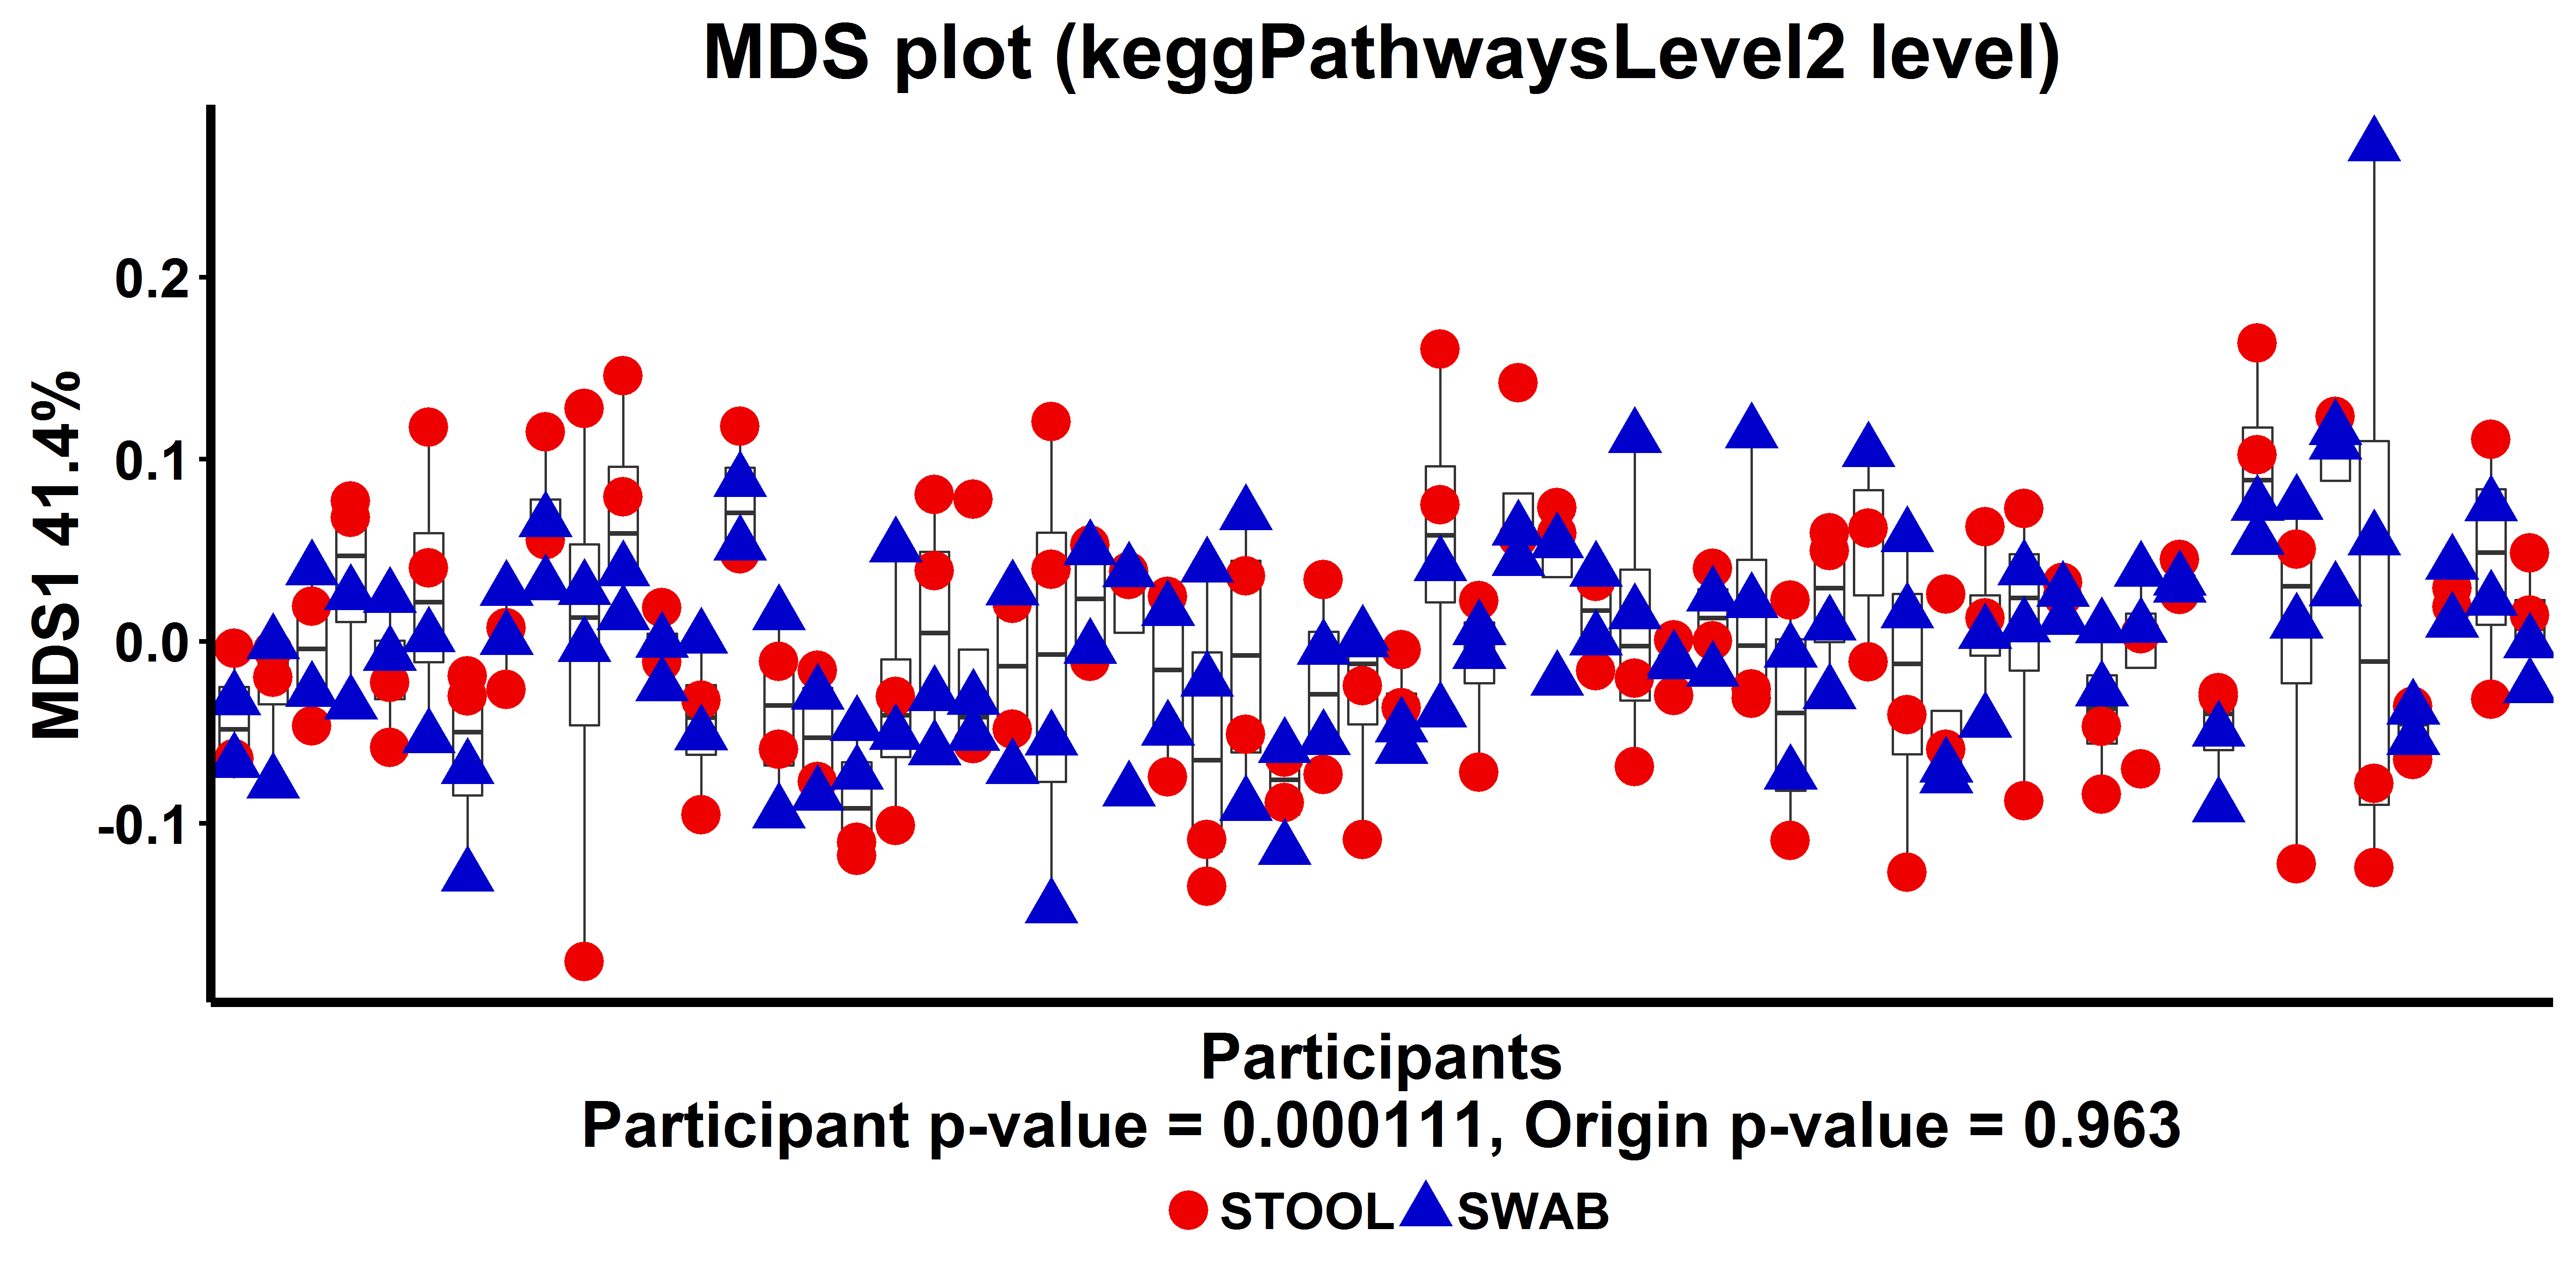 MDS plot (keggPathwaysLevel2 level)
MDS1 41.4%
0.2
0.1
0.0
-0.1
Participants
Participant p-value = 0.000111, Origin p-value = 0.963
STOOL SWAB